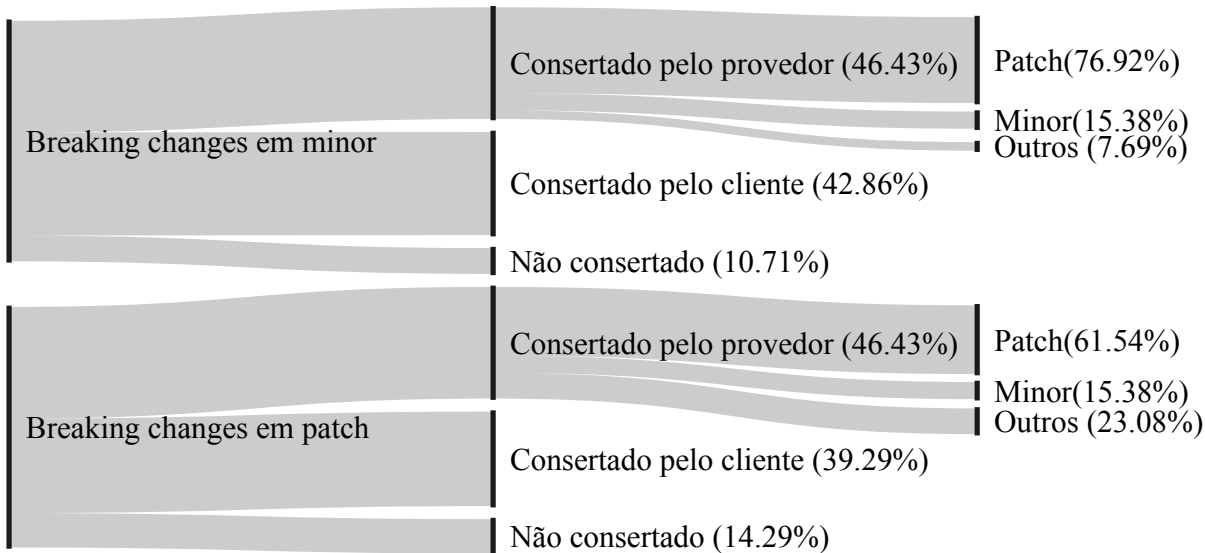 Breaking changes em minor
Consertado pelo provedor (46.43%)
Patch(76.92%)
Minor(15.38%)
Outros (7.69%)
Consertado pelo cliente (42.86%)
Não consertado (10.71%)
Breaking changes em patch
Consertado pelo provedor (46.43%)
Patch(61.54%)
Minor(15.38%)
Outros (23.08%)
Consertado pelo cliente (39.29%)
Não consertado (14.29%)